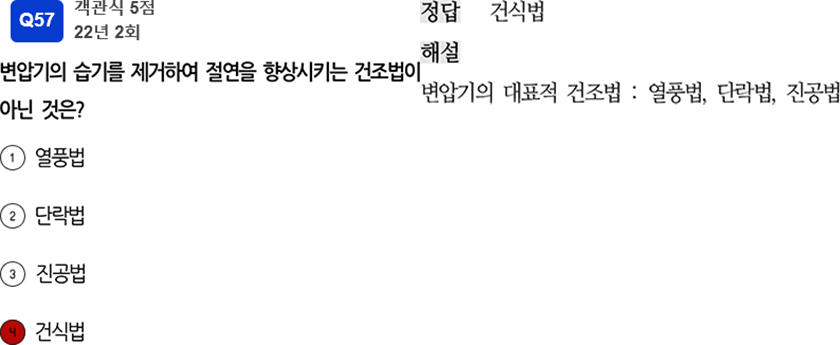 Q57
객관식 5점
22년 2회
변압기의 습기를 제거하여 절연을 향상시키는 건조법이
아닌 것은?
① 열풍법
② 단락법
③ 진공법
④ 건식법
정답 건식법
해설
변압기의 대표적 건조법 : 열풍법, 단락법, 진공법